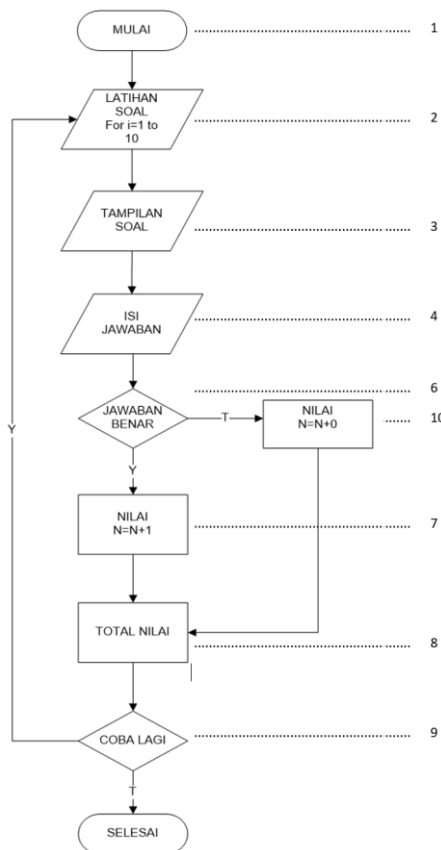 MULAI
1
LATIHAN
SOAL
For i=1 to
10
2
TAMPILAN
SOAL
3
ISI
JAWABAN
4
6
JAWABAN
BENAR
T
NILAI
N=N+0
10
Y
Y
NILAI
N=N+1
7
TOTAL NILAI
8
COBA LAGI
9
T
SELESAI